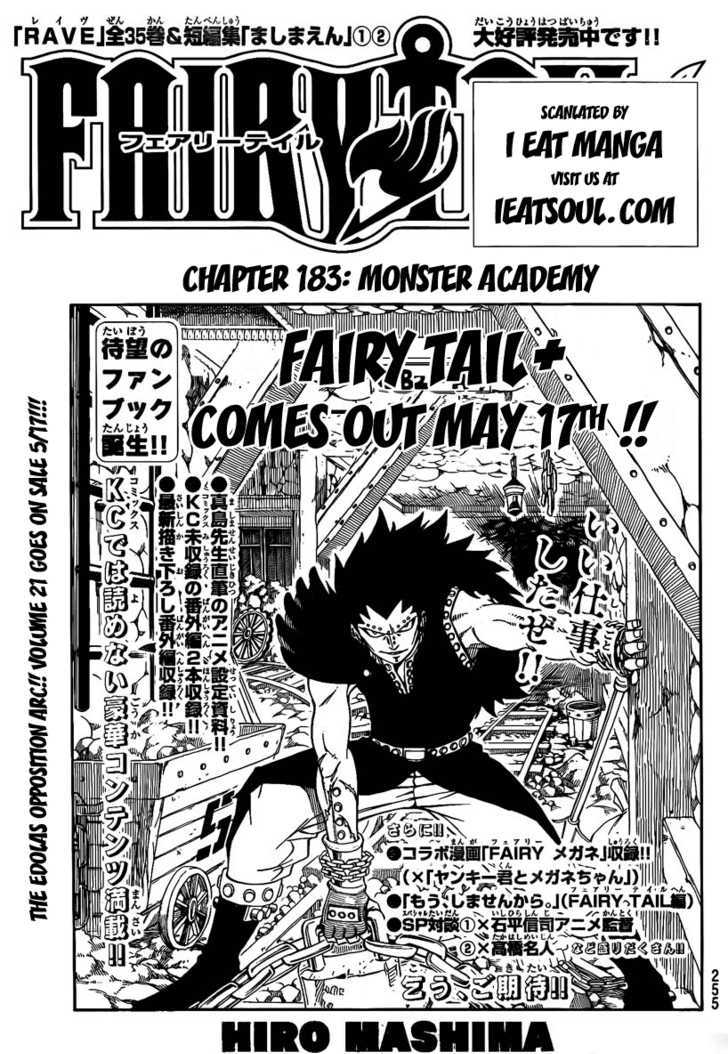 「RAVE」全35巻&短編集「ましまえん」①② 大好評発売中です!!
FAIRY TAIL
フェアリーテイル
SCANLATED BY
I EAT MANGA
VISIT US AT
IEATSOUL.COM
CHAPTER 183: MONSTER ACADEMY
待望の
ファン
ブック
誕生!!
FAIRY TAIL+
COMES OUT MAY 17TH !!
THE EDOLAS OPPOSITION ARC!! VOLUME 21 GOES ON SALE 5/17!!!
いい仕事
したぜ!!
●真島先生直筆のアニメ設定資料!!
●KC未収録の番外編2本収録!!
●最新描き下ろし番外編収録!!
KCでは読めない豪華コンテンツ満載!!
さらに!!
●コラボ漫画「FAIRY メガネ」収録!!
(×「ヤンキー君とメガネちゃん」)
●「もう、しませんから。」(FAIRY TAIL編)
●SP対談①×石平信司アニメ監督
②×高橋名人 など盛りだくさん!!
こう、ご期待!!
255
HIRO MASHIMA